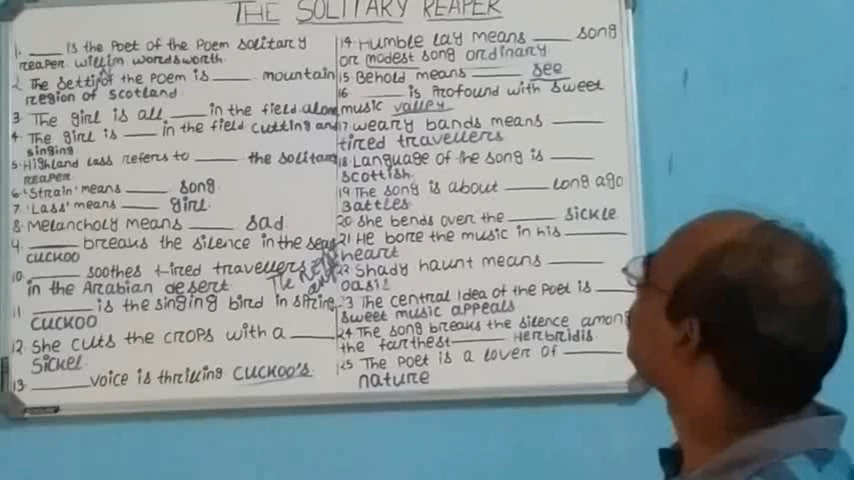 THE SOLITARY REAPER
1. ____ is the Poet of the Poem solitary
reaper willim wordsworth
2. The setting of the poem is ____ mountain
region of scotland
3. The girl is all ____ in the field alone
4. The girl is ____ in the field cutting and
singing
5. Highland lass refers to ____ the solitary
reaper
6. 'Strain' means ____ song
7. 'Lass' means ____ girl
8. Melancholy means ____ sad
9. ____ breaks the silence in the seas
cuckoo
10. ____ soothes tired travellers
in the Arabian desert. The
11 ____ is the singing bird in spring
cuckoo
12. She cuts the crops with a ____
Sickel
13. ____ voice is thrilling cuckoo's
14. Humble lay means ____ song
or modest song ordinary
15 Behold means ____ see
16 ____ is Profound with sweet
music valley
17 weary bands means ____
tired travellers
18. Language of the song is ____
scottish
19 The song is about ____ long ago
Battles
20 She bends over the ____ sickle
21. He bore the music in his ____
heart
22 Shady haunt means ____
oasis
23 The central idea of the Poet is ____
sweet music appeals
24 The song breaks the silence among
the farthest ____ Herbridis.
25 The Poet is a lover of ____
nature